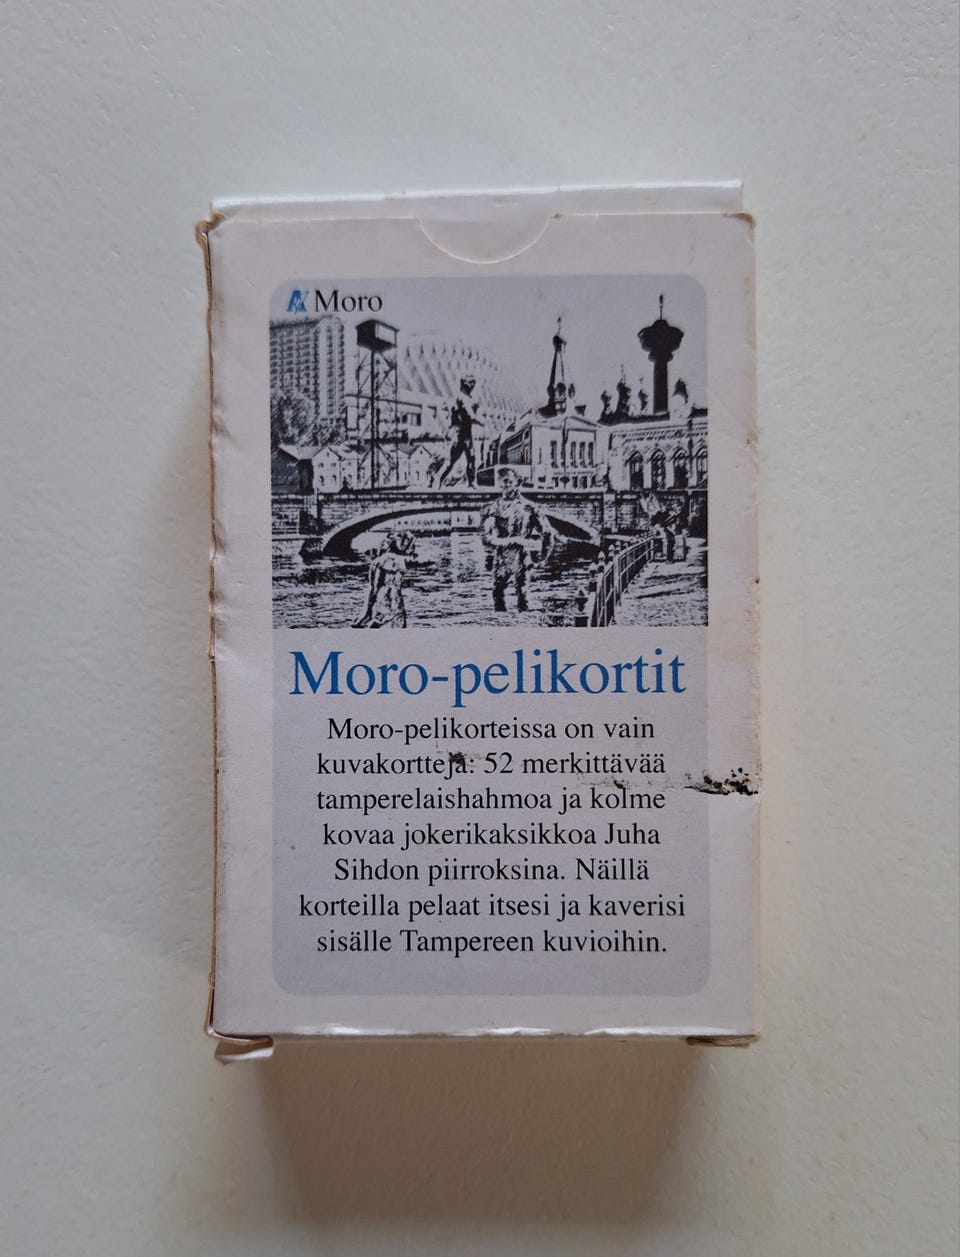 Moro
Moro-pelikortit
Moro-pelikorteissa on vain
kuvakortteja: 52 merkittävää
tamperelaishahmoa ja kolme
kovaa jokerikaksikkoa Juha
Sihdon piirroksina. Näillä
korteilla pelaat itsesi ja kaverisi
sisälle Tampereen kuvioihin.